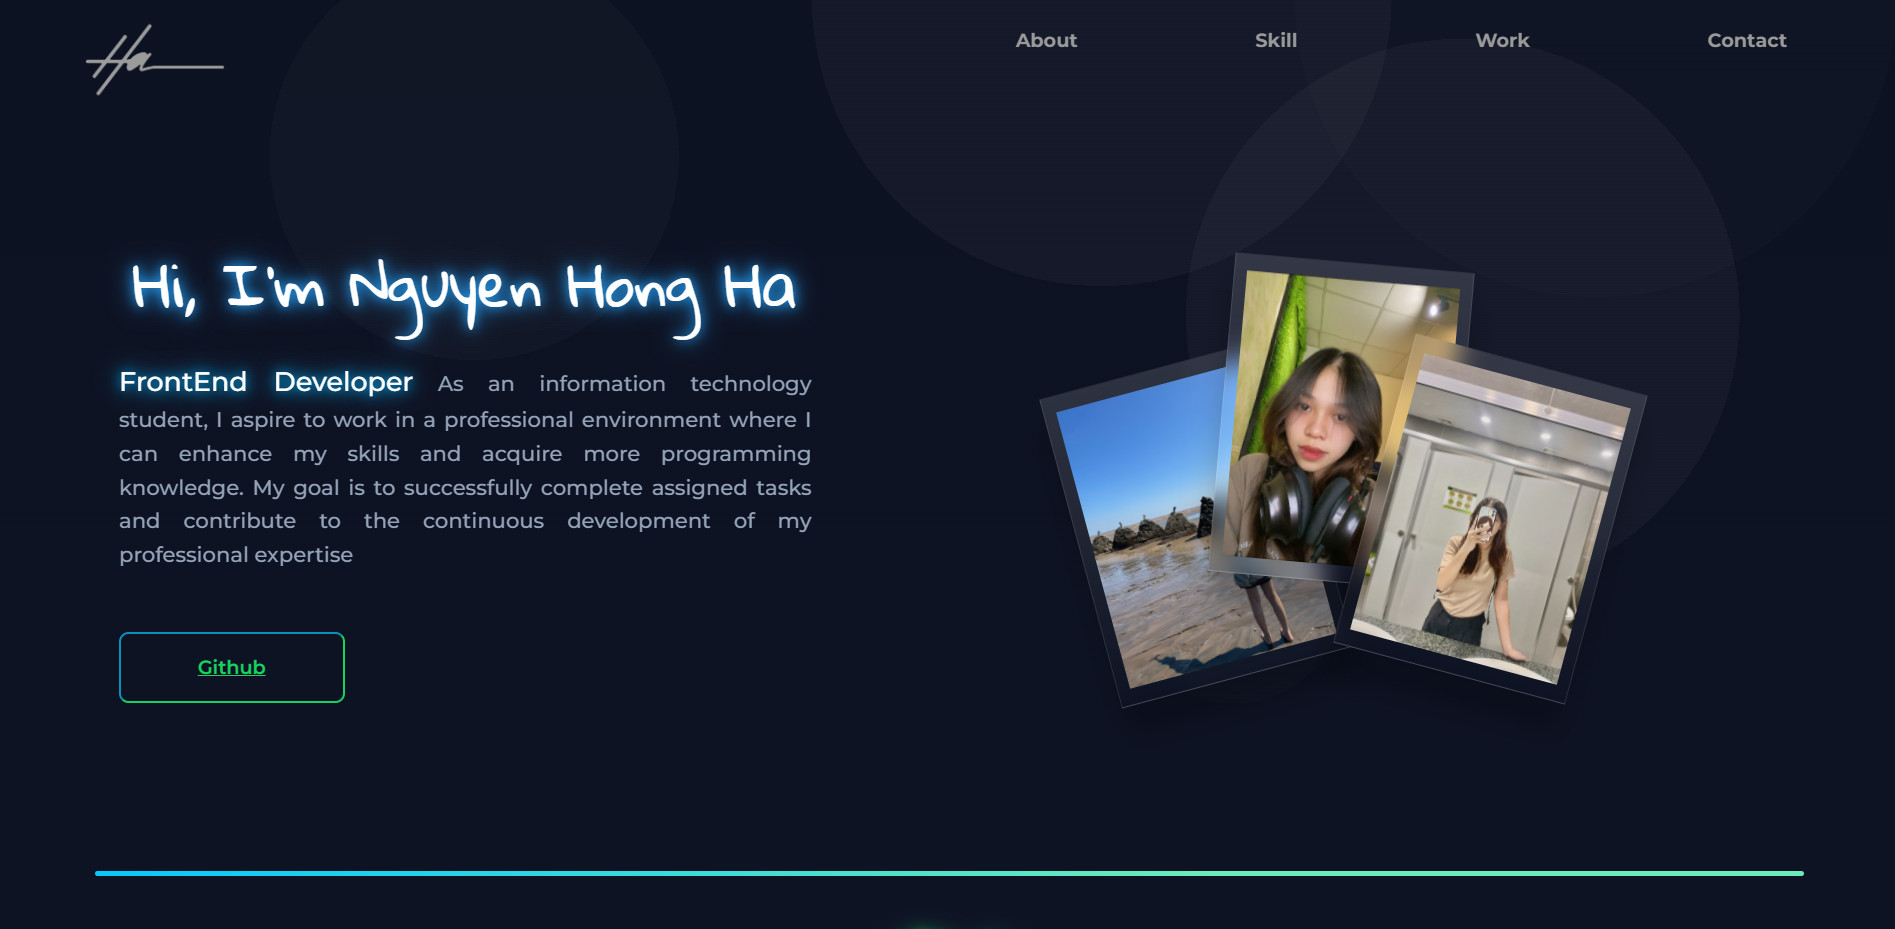 Ha
About Skill Work Contact
Hi, I'm Nguyen Hong Ha
FrontEnd Developer As an information technology
student, I aspire to work in a professional environment where I
can enhance my skills and acquire more programming
knowledge. My goal is to successfully complete assigned tasks
and contribute to the continuous development of my
professional expertise
Github